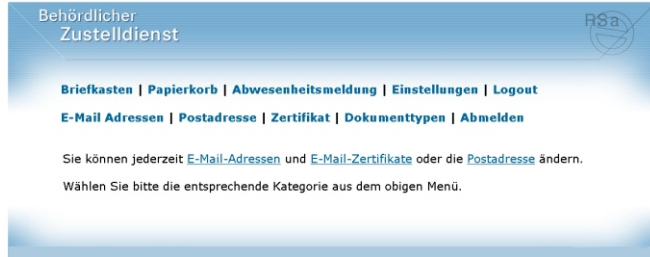 Behördlicher
Zustelldienst
RSa
Briefkasten | Papierkorb | Abwesenheitsmeldung | Einstellungen | Logout
E-Mail Adressen | Postadresse | Zertifikat | Dokumenttypen | Abmelden
Sie können jederzeit E-Mail-Adressen und E-Mail-Zertifikate oder die Postadresse ändern.
Wählen Sie bitte die entsprechende Kategorie aus dem obigen Menü.